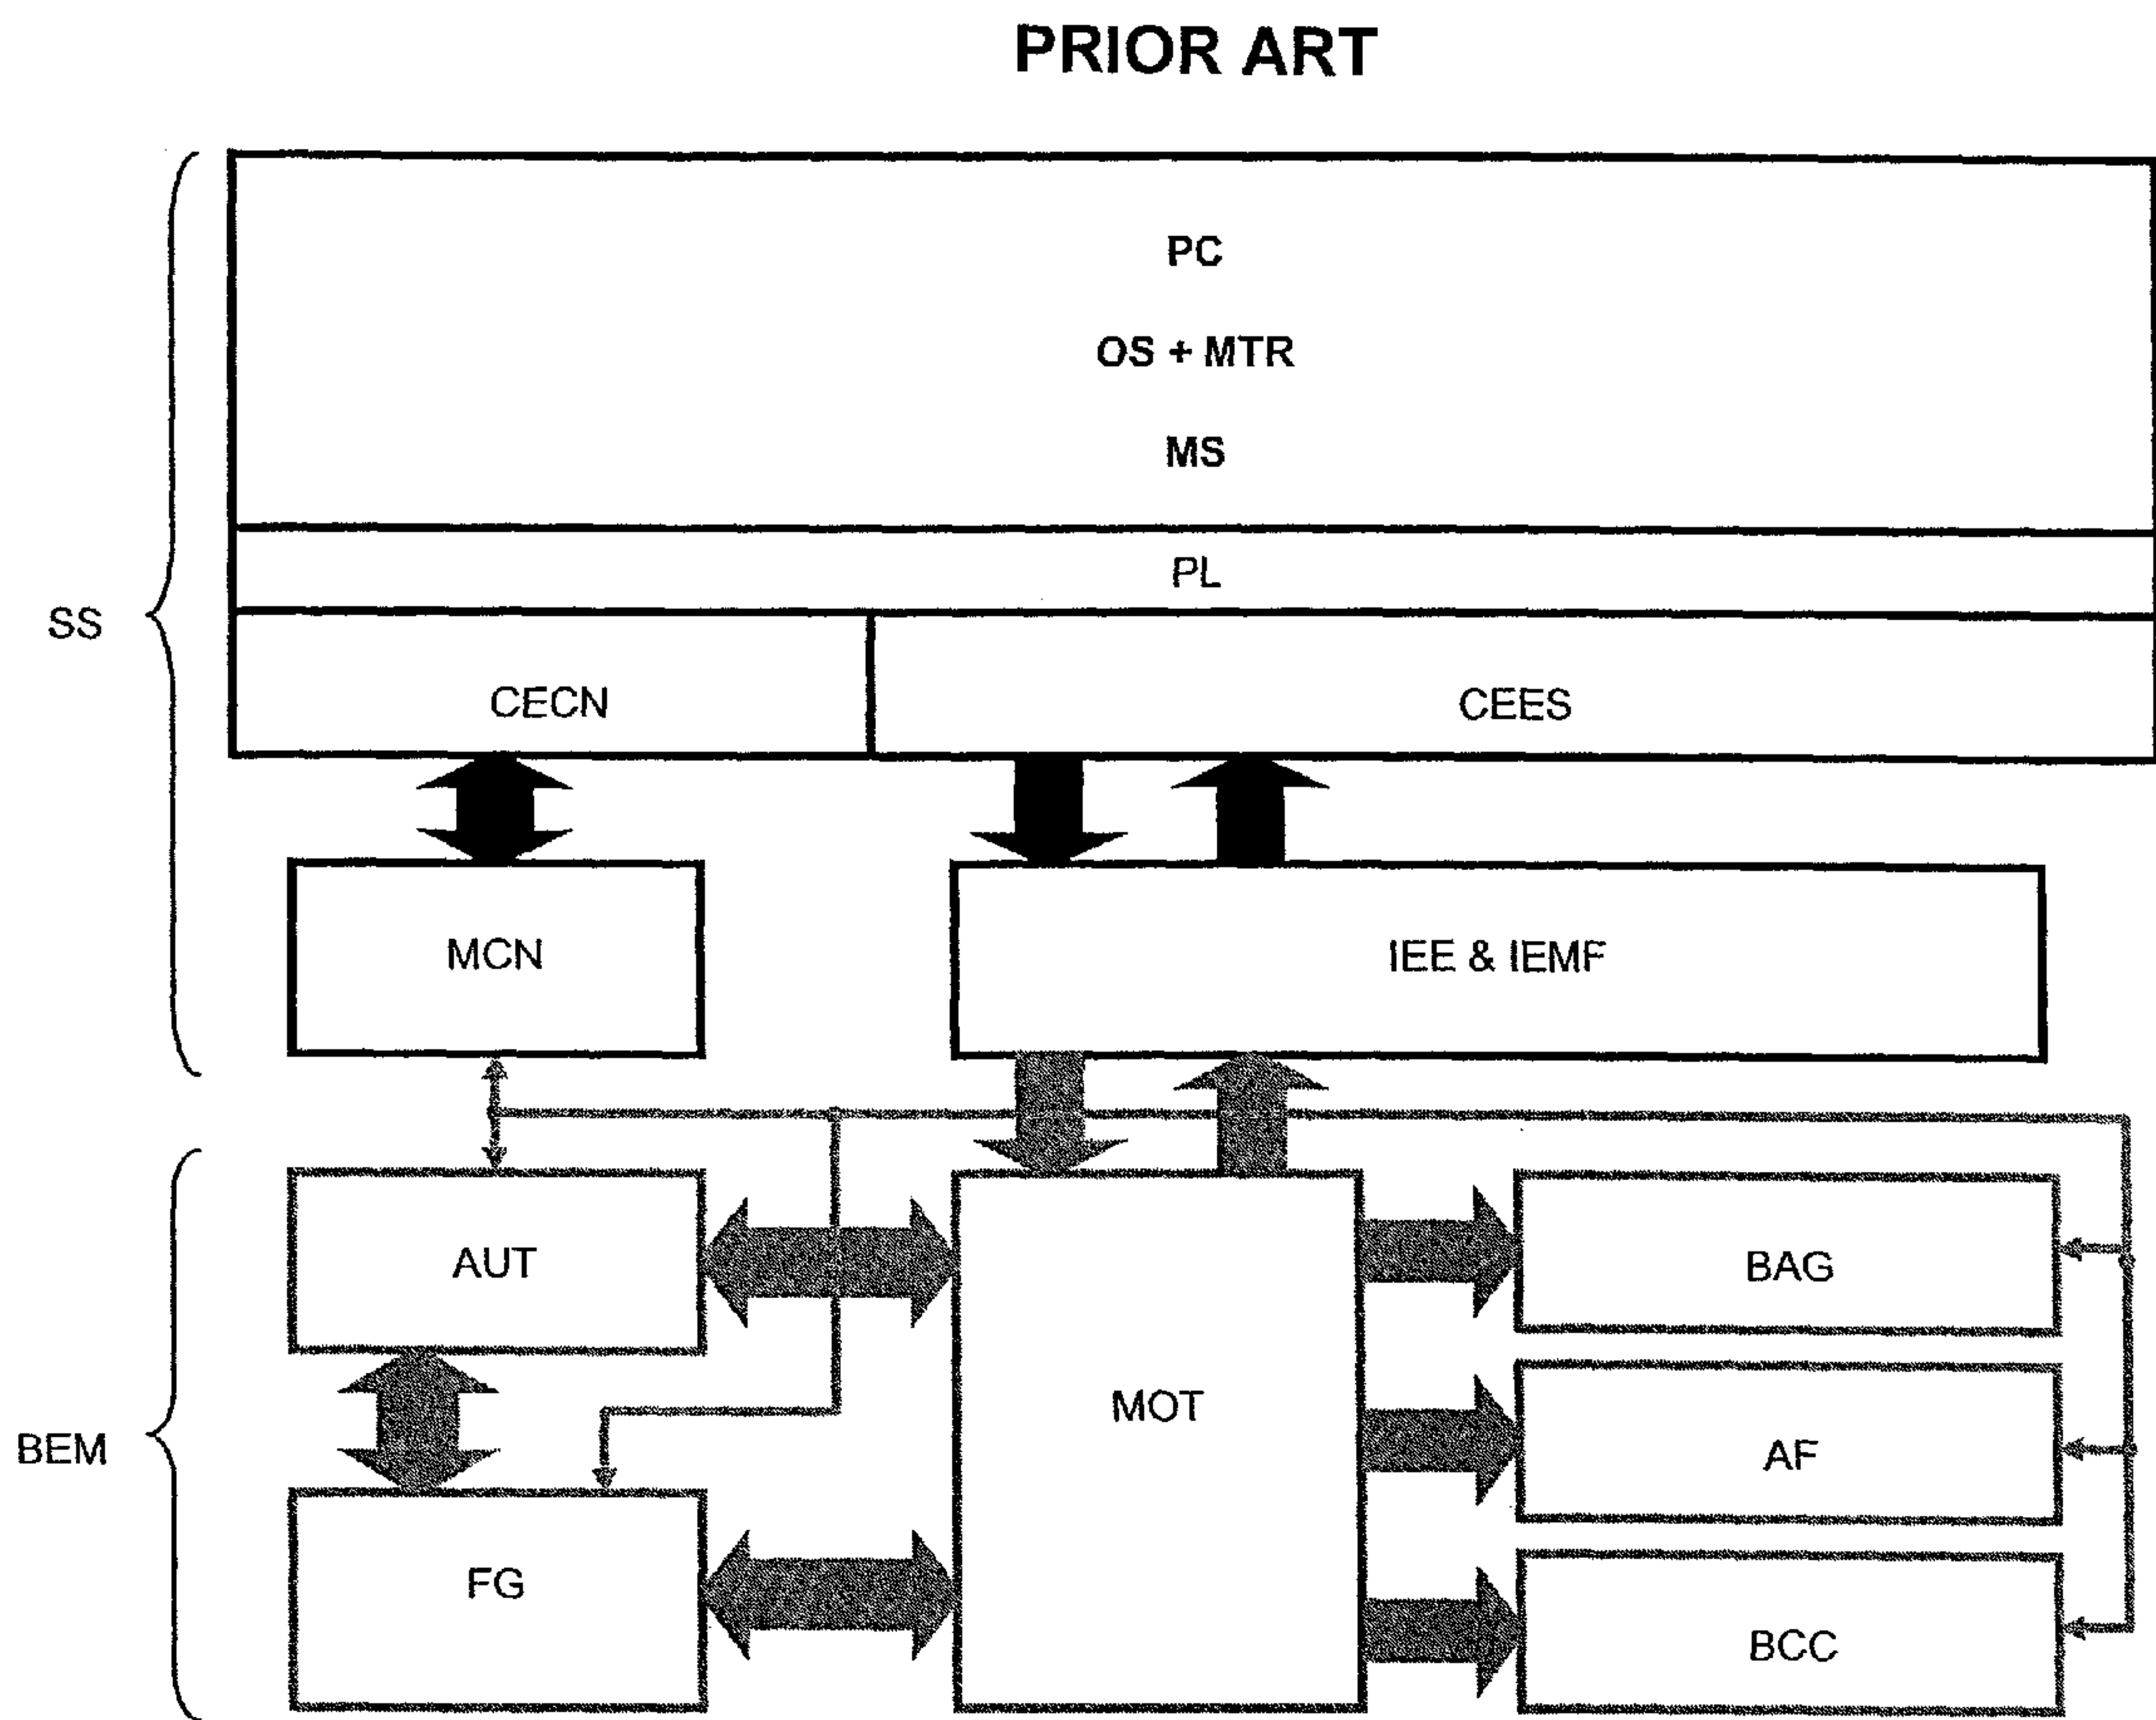 PRIOR ART
PC
OS + MTR
MS
PL
SS
CECN
CEES
MCN
IEE & IEMF
AUT
BAG
MOT
BEM
AF
FG
BCC